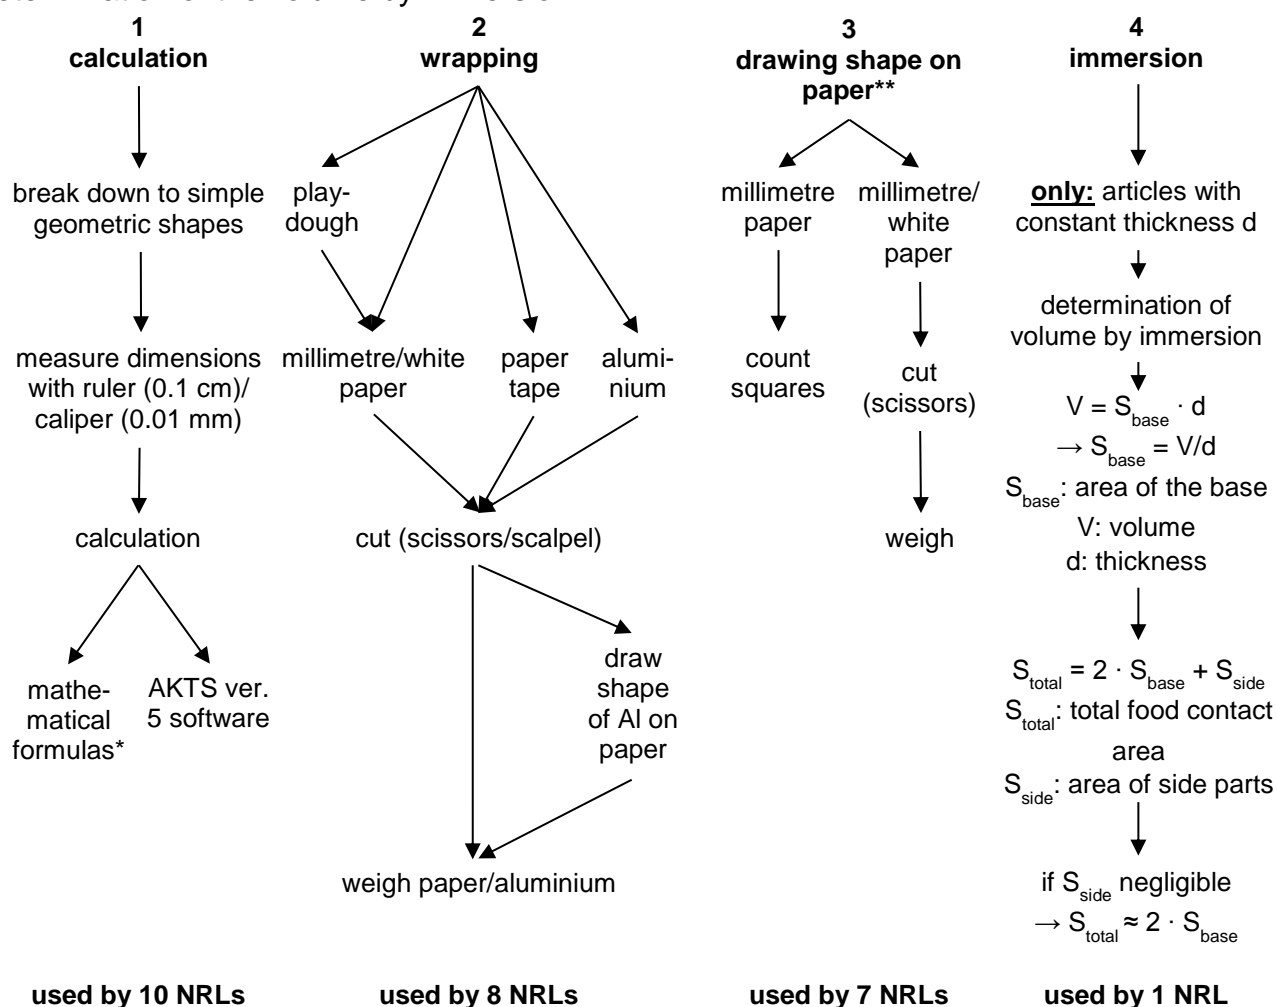 1
calculation
break down to simple
geometric shapes
measure dimensions
with ruler (0.1 cm)/
caliper (0.01 mm)
calculation
mathe-
matical
formulas*
AKTS ver.
5 software
used by 10 NRLs
2
wrapping
play-
dough
millimetre/white
paper
paper
tape
alumi-
nium
cut (scissors/scalpel)
draw
shape
of Al on
paper
weigh paper/aluminium
used by 8 NRLs
3
drawing shape on
paper**
millimetre
paper
count
squares
millimetre/
white
paper
cut
(scissors)
weigh
used by 7 NRLs
4
immersion
only: articles with
constant thickness d
determination of
volume by immersion
V = S_base · d
→ S_base = V/d
S_base: area of the base
V: volume
d: thickness
S_total = 2 · S_base + S_side
S_total: total food contact
area
S_side: area of side parts
if S_side negligible
→ S_total ≈ 2 · S_base
used by 1 NRL